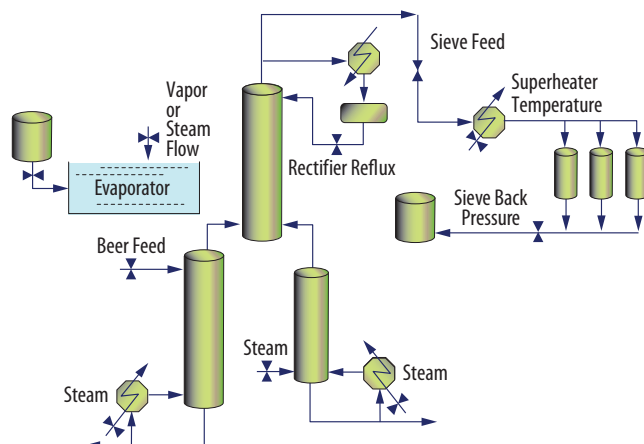 Sieve Feed
Vapor
or
Steam
Flow
Superheater
Temperature
Evaporator
Rectifier Reflux
Sieve Back
Pressure
Beer Feed
Steam
Steam
Steam